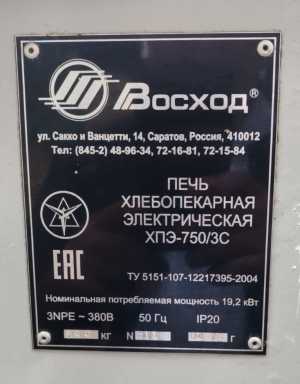 Восход®
ул. Сакко и Ванцетти, 14, Саратов, Россия, 410012
Тел: (845-2) 48-96-34, 72-16-81, 72-15-84
ПЕЧЬ
ХЛЕБОПЕКАРНАЯ
ЭЛЕКТРИЧЕСКАЯ
ХПЭ-750/3С
EAC
ТУ 5151-107-12217395-2004
Номинальная потребляемая мощность 19,2 кВт
3NPE ~ 380В 50 Гц IP20
кг N г